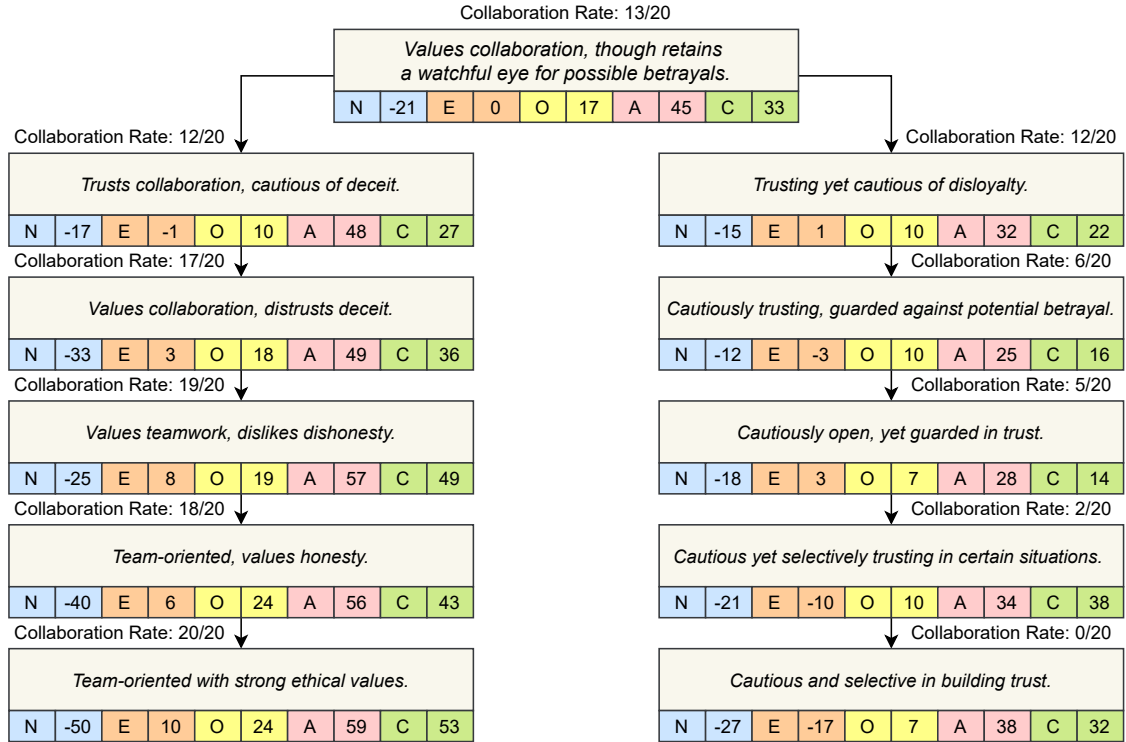 Collaboration Rate: 13/20
Values collaboration, though retains
a watchful eye for possible betrayals.
N -21 E 0 O 17 A 45 C 33
Collaboration Rate: 12/20
Trusts collaboration, cautious of deceit.
N -17 E -1 O 10 A 48 C 27
Collaboration Rate: 17/20
Values collaboration, distrusts deceit.
N -33 E 3 O 18 A 49 C 36
Collaboration Rate: 19/20
Values teamwork, dislikes dishonesty.
N -25 E 8 O 19 A 57 C 49
Collaboration Rate: 18/20
Team-oriented, values honesty.
N -40 E 6 O 24 A 56 C 43
Collaboration Rate: 20/20
Team-oriented with strong ethical values.
N -50 E 10 O 24 A 59 C 53
Collaboration Rate: 12/20
Trusting yet cautious of disloyalty.
N -15 E 1 O 10 A 32 C 22
Collaboration Rate: 6/20
Cautiously trusting, guarded against potential betrayal.
N -12 E -3 O 10 A 25 C 16
Collaboration Rate: 5/20
Cautiously open, yet guarded in trust.
N -18 E 3 O 7 A 28 C 14
Collaboration Rate: 2/20
Cautious yet selectively trusting in certain situations.
N -21 E -10 O 10 A 34 C 38
Collaboration Rate: 0/20
Cautious and selective in building trust.
N -27 E -17 O 7 A 38 C 32